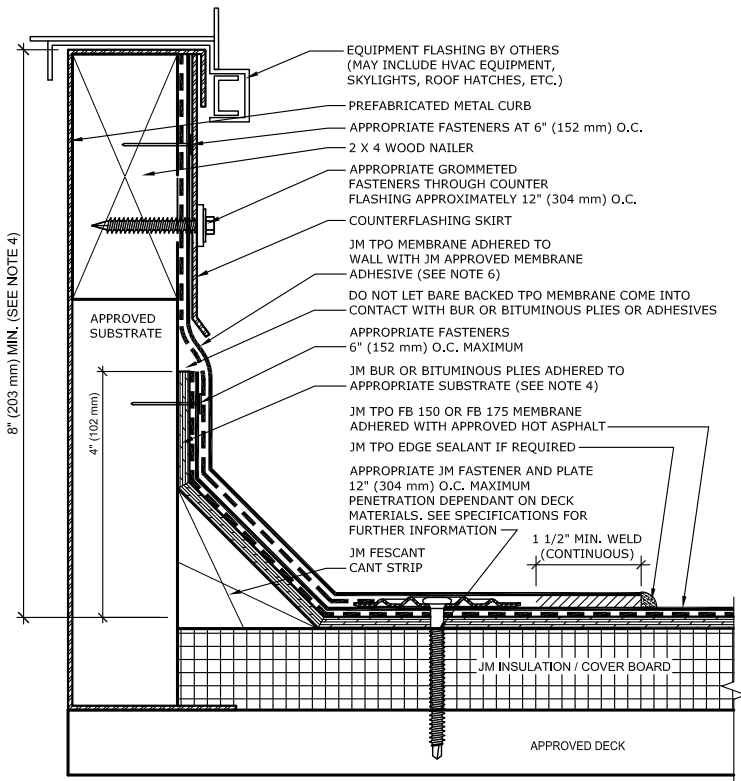 EQUIPMENT FLASHING BY OTHERS
(MAY INCLUDE HVAC EQUIPMENT,
SKYLIGHTS, ROOF HATCHES, ETC.)
PREFABRICATED METAL CURB
APPROPRIATE FASTENERS AT 6" (152 mm) O.C.
2 X 4 WOOD NAILER
APPROPRIATE GROMMETED
FASTENERS THROUGH COUNTER
FLASHING APPROXIMATELY 12" (304 mm) O.C.
COUNTERFLASHING SKIRT
JM TPO MEMBRANE ADHERED TO
WALL WITH JM APPROVED MEMBRANE
ADHESIVE (SEE NOTE 6)
DO NOT LET BARE BACKED TPO MEMBRANE COME INTO
CONTACT WITH BUR OR BITUMINOUS PLIES OR ADHESIVES
APPROPRIATE FASTENERS
6" (152 mm) O.C. MAXIMUM
JM BUR OR BITUMINOUS PLIES ADHERED TO
APPROPRIATE SUBSTRATE (SEE NOTE 4)
JM TPO FB 150 OR FB 175 MEMBRANE
ADHERED WITH APPROVED HOT ASPHALT
JM TPO EDGE SEALANT IF REQUIRED
APPROPRIATE JM FASTENER AND PLATE
12" (304 mm) O.C. MAXIMUM
PENETRATION DEPENDANT ON DECK
MATERIALS. SEE SPECIFICATIONS FOR
FURTHER INFORMATION
1 1/2" MIN. WELD
(CONTINUOUS)
JM FESCANT
CANT STRIP
8" (203 mm) MIN. (SEE NOTE 4)
APPROVED
SUBSTRATE
4" (102 mm)
JM INSULATION / COVER BOARD
APPROVED DECK